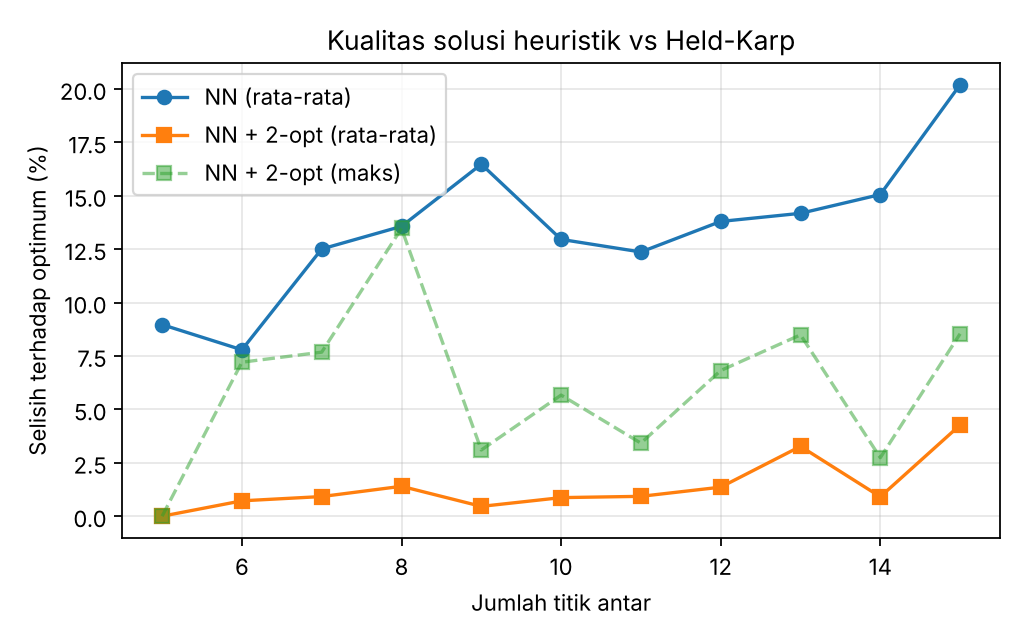 Kualitas solusi heuristik vs Held-Karp
NN (rata-rata)
NN + 2-opt (rata-rata)
NN + 2-opt (maks)
Selisih terhadap optimum (%)
20.0
17.5
15.0
12.5
10.0
7.5
5.0
2.5
0.0
6 8 10 12 14
Jumlah titik antar